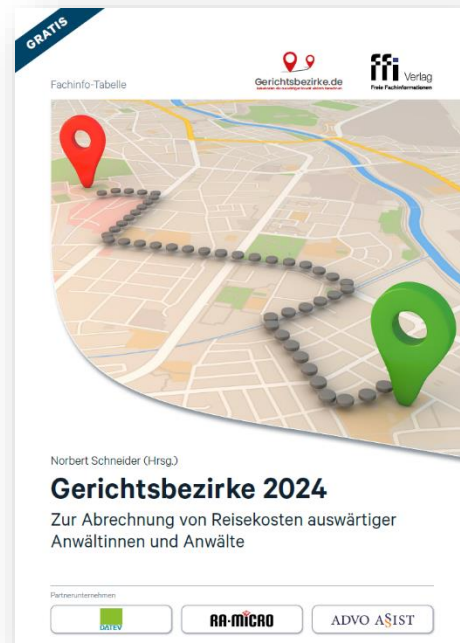 GRATIS
Fachinfo-Tabelle
Gerichtsbezirke.de
ffi Verlag
Freie Fachinformationen
Norbert Schneider (Hrsg.)
Gerichtsbezirke 2024
Zur Abrechnung von Reisekosten auswärtiger
Anwältinnen und Anwälte
Partnerunternehmen
DATEV
RA-MICRO
ADVO ASSIST